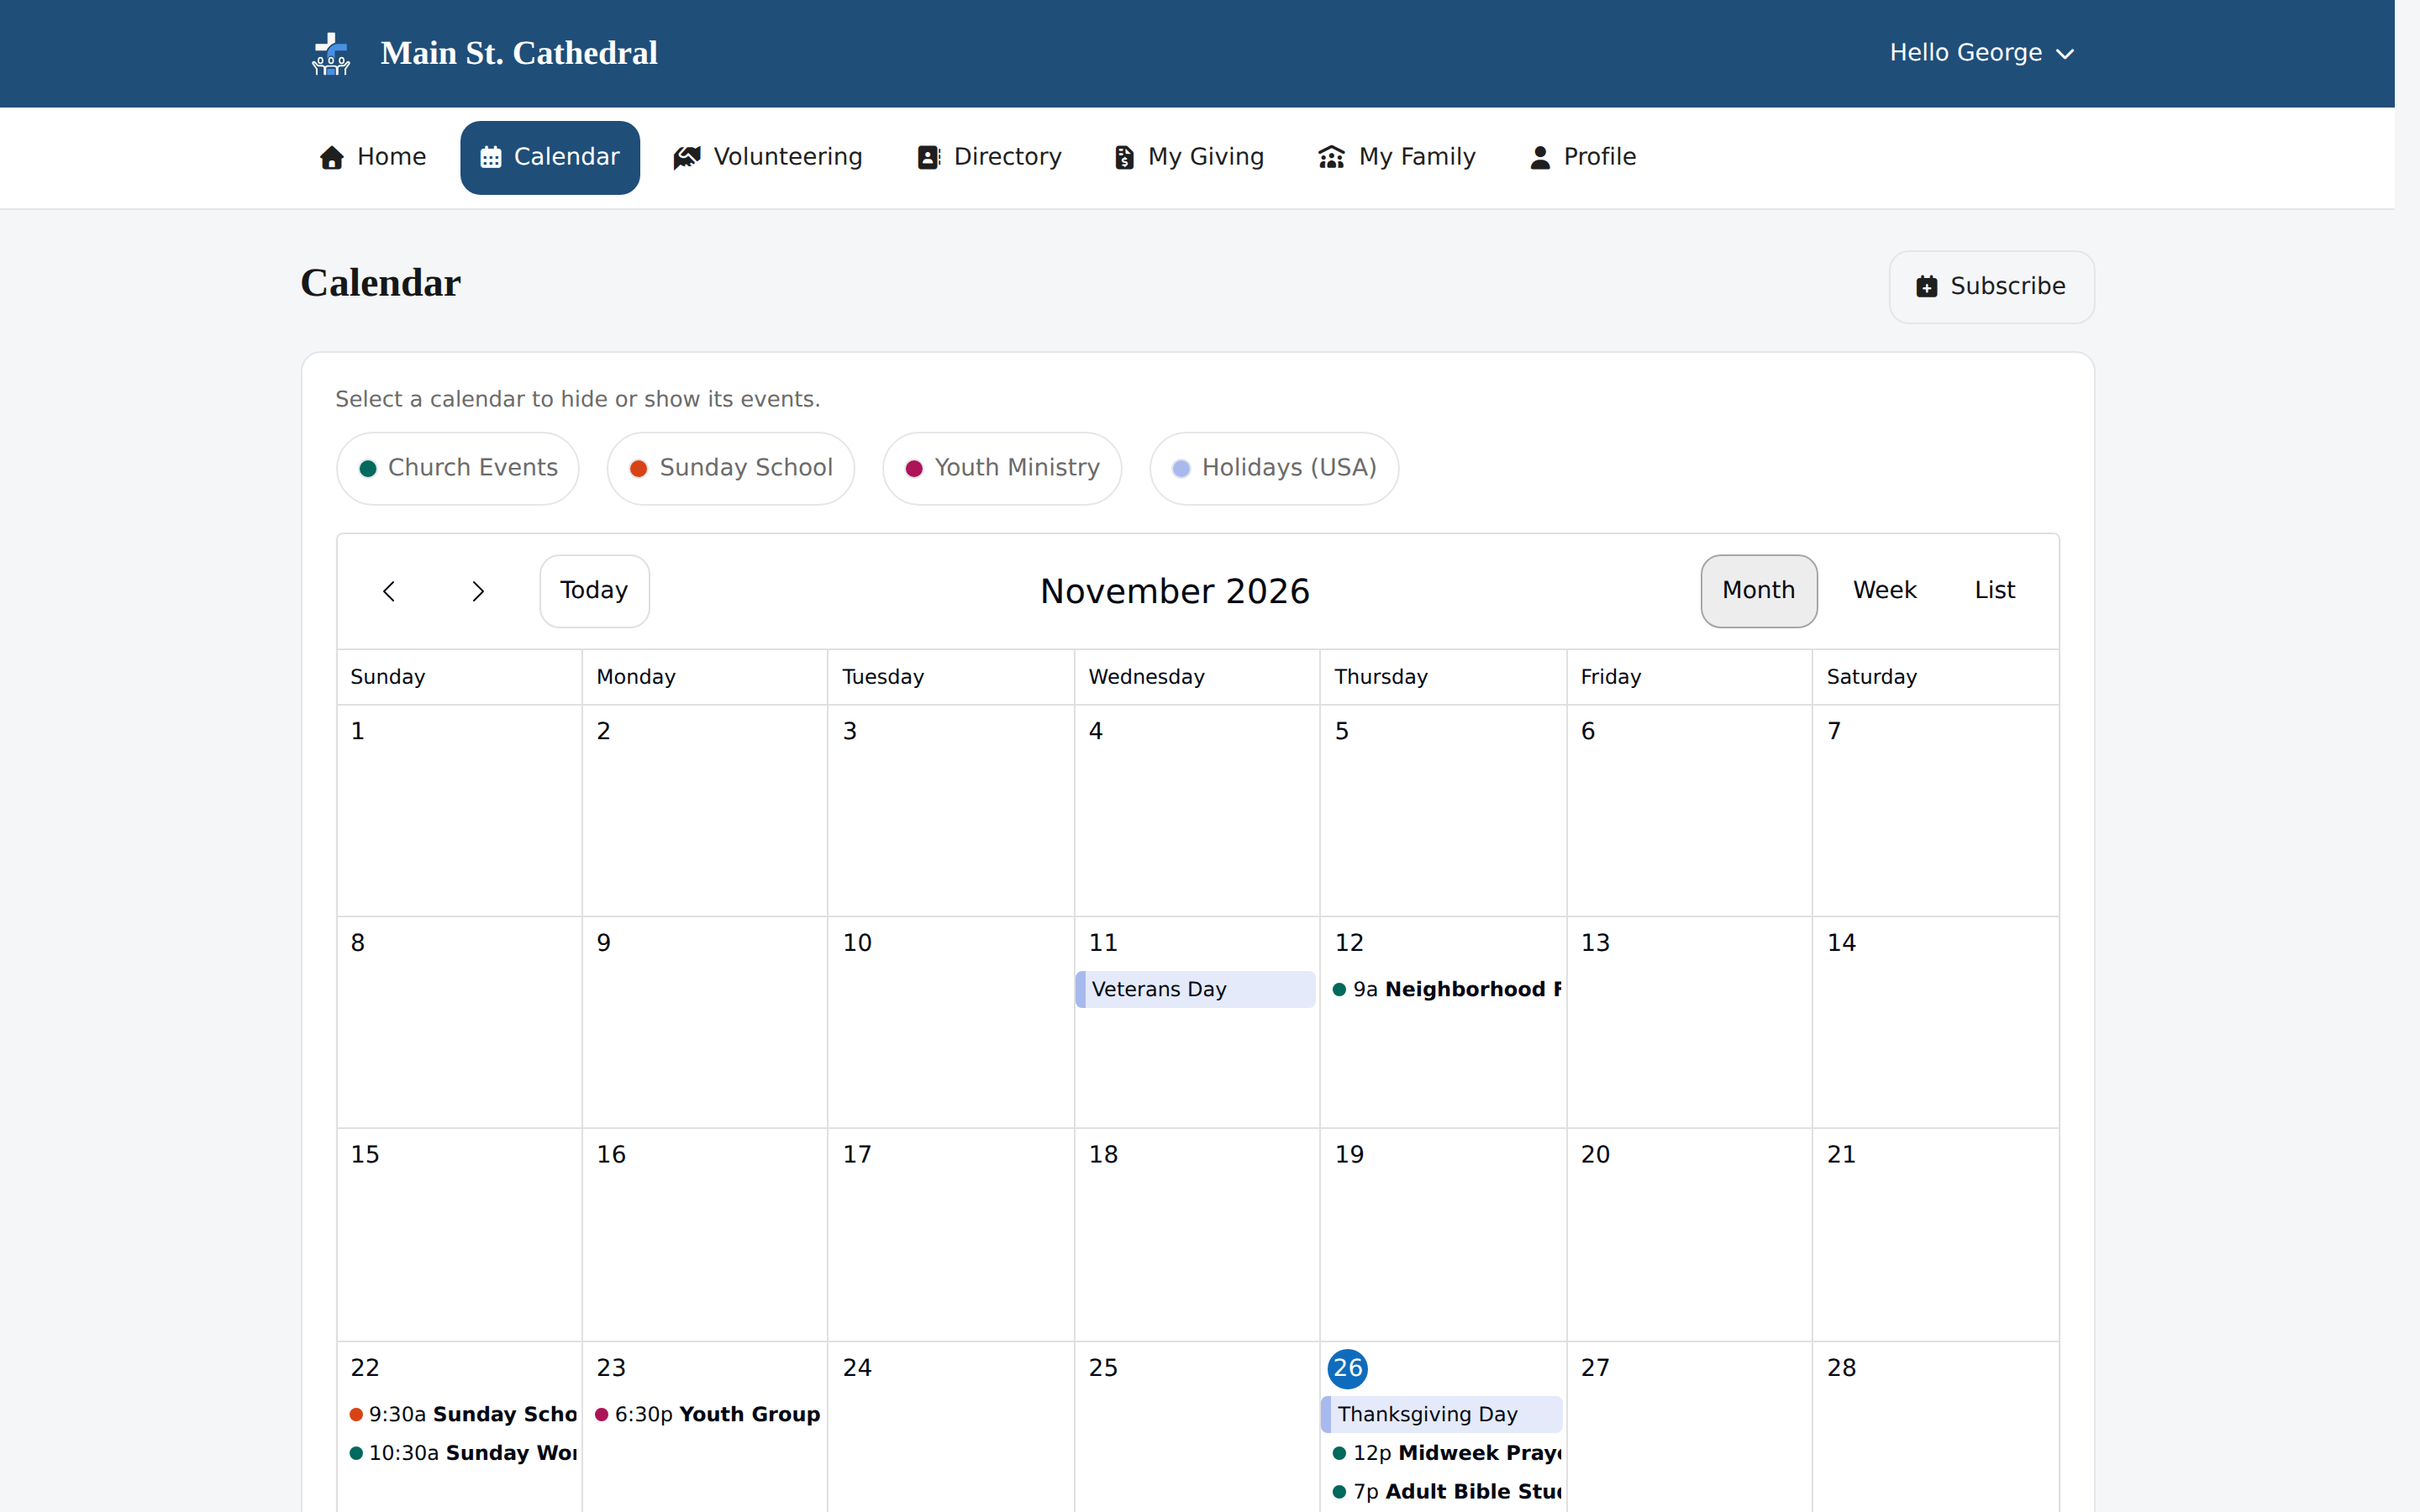 Main St. Cathedral
Hello George
Home Calendar Volunteering Directory My Giving My Family Profile
Calendar
Subscribe
Select a calendar to hide or show its events.
Church Events Sunday School Youth Ministry Holidays (USA)
Today November 2026 Month Week List
Sunday Monday Tuesday Wednesday Thursday Friday Saturday
1 2 3 4 5 6 7
8 9 10 11 12 13 14
Veterans Day 9a Neighborhood
15 16 17 18 19 20 21
22 23 24 25 26 27 28
9:30a Sunday Scho 6:30p Youth Group Thanksgiving Day
10:30a Sunday 12p Midweek
7p Adult Bible